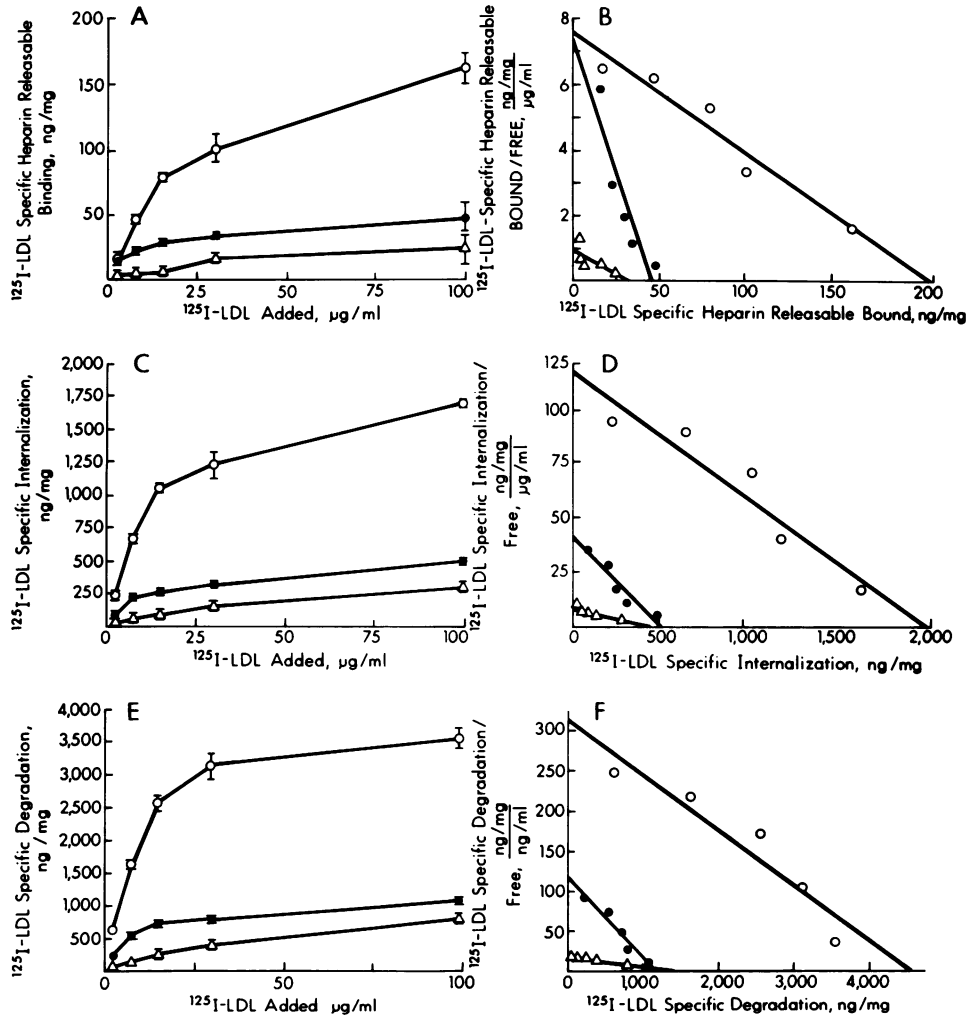 A
200
150
100
50
0
25
50
75
100
¹²⁵I-LDL Specific Heparin Releasable
Binding, ng/mg
¹²⁵I-LDL Added, µg/ml
B
8
6
4
2
0
50
100
150
200
¹²⁵I-LDL-Specific Heparin Releasable
BOUND/FREE, ng/mg
µg/ml
¹²⁵I-LDL Specific Heparin Releasable Bound, ng/mg
C
2,000
1,750
1,500
1,250
1,000
750
500
250
0
25
50
75
100
¹²⁵I-LDL Specific Internalization,
ng/mg
¹²⁵I-LDL Added, µg/ml
D
125
100
75
50
25
0
500
1,000
1,500
2,000
¹²⁵I-LDL Specific Internalization/
Free, ng/mg
µg/ml
¹²⁵I-LDL Specific Internalization, ng/mg
E
4,000
3,500
3,000
2,500
2,000
1,500
1,000
500
0
25
50
75
100
¹²⁵I-LDL Specific Degradation,
ng/mg
¹²⁵I-LDL Added µg/ml
F
300
250
200
150
100
50
0
1000
2,000
3,000
4,000
¹²⁵I-LDL Specific Degradation/
Free, ng/mg
ng/ml
¹²⁵I-LDL Specific Degradation, ng/mg